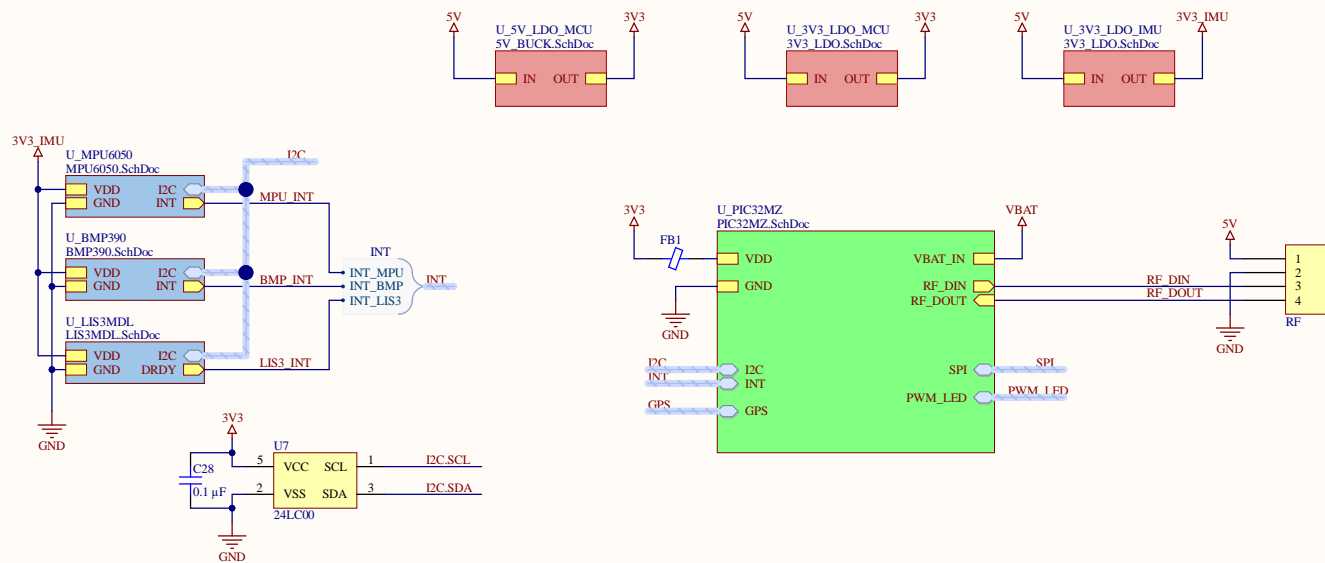 5V
3V3
U_5V_LDO_MCU
5V_BUCK.SchDoc
IN OUT
5V
3V3
U_3V3_LDO_MCU
3V3_LDO.SchDoc
IN OUT
5V
3V3_IMU
U_3V3_LDO_IMU
3V3_LDO.SchDoc
IN OUT
3V3_IMU
U_MPU6050
MPU6050.SchDoc
VDD I2C
GND INT
I2C
MPU_INT
U_BMP390
BMP390.SchDoc
VDD I2C
GND INT
BMP_INT
U_LIS3MDL
LIS3MDL.SchDoc
VDD I2C
GND DRDY
LIS3_INT
GND
INT
INT_MPU
INT_BMP
INT_LIS3
INT
3V3
C28
0.1 µF
U7
5 VCC SCL 1
2 VSS SDA 3
24LC00
I2C.SCL
I2C.SDA
GND
3V3
FB1
GND
U_PIC32MZ
PIC32MZ.SchDoc
VDD VBAT_IN
GND RF_DIN
RF_DOUT
I2C SPI
INT
PWM_LED
GPS
I2C
INT
GPS
VBAT
SPI
PWM_LED
RF_DIN
RF_DOUT
5V
GND
1
2
3
4
RF